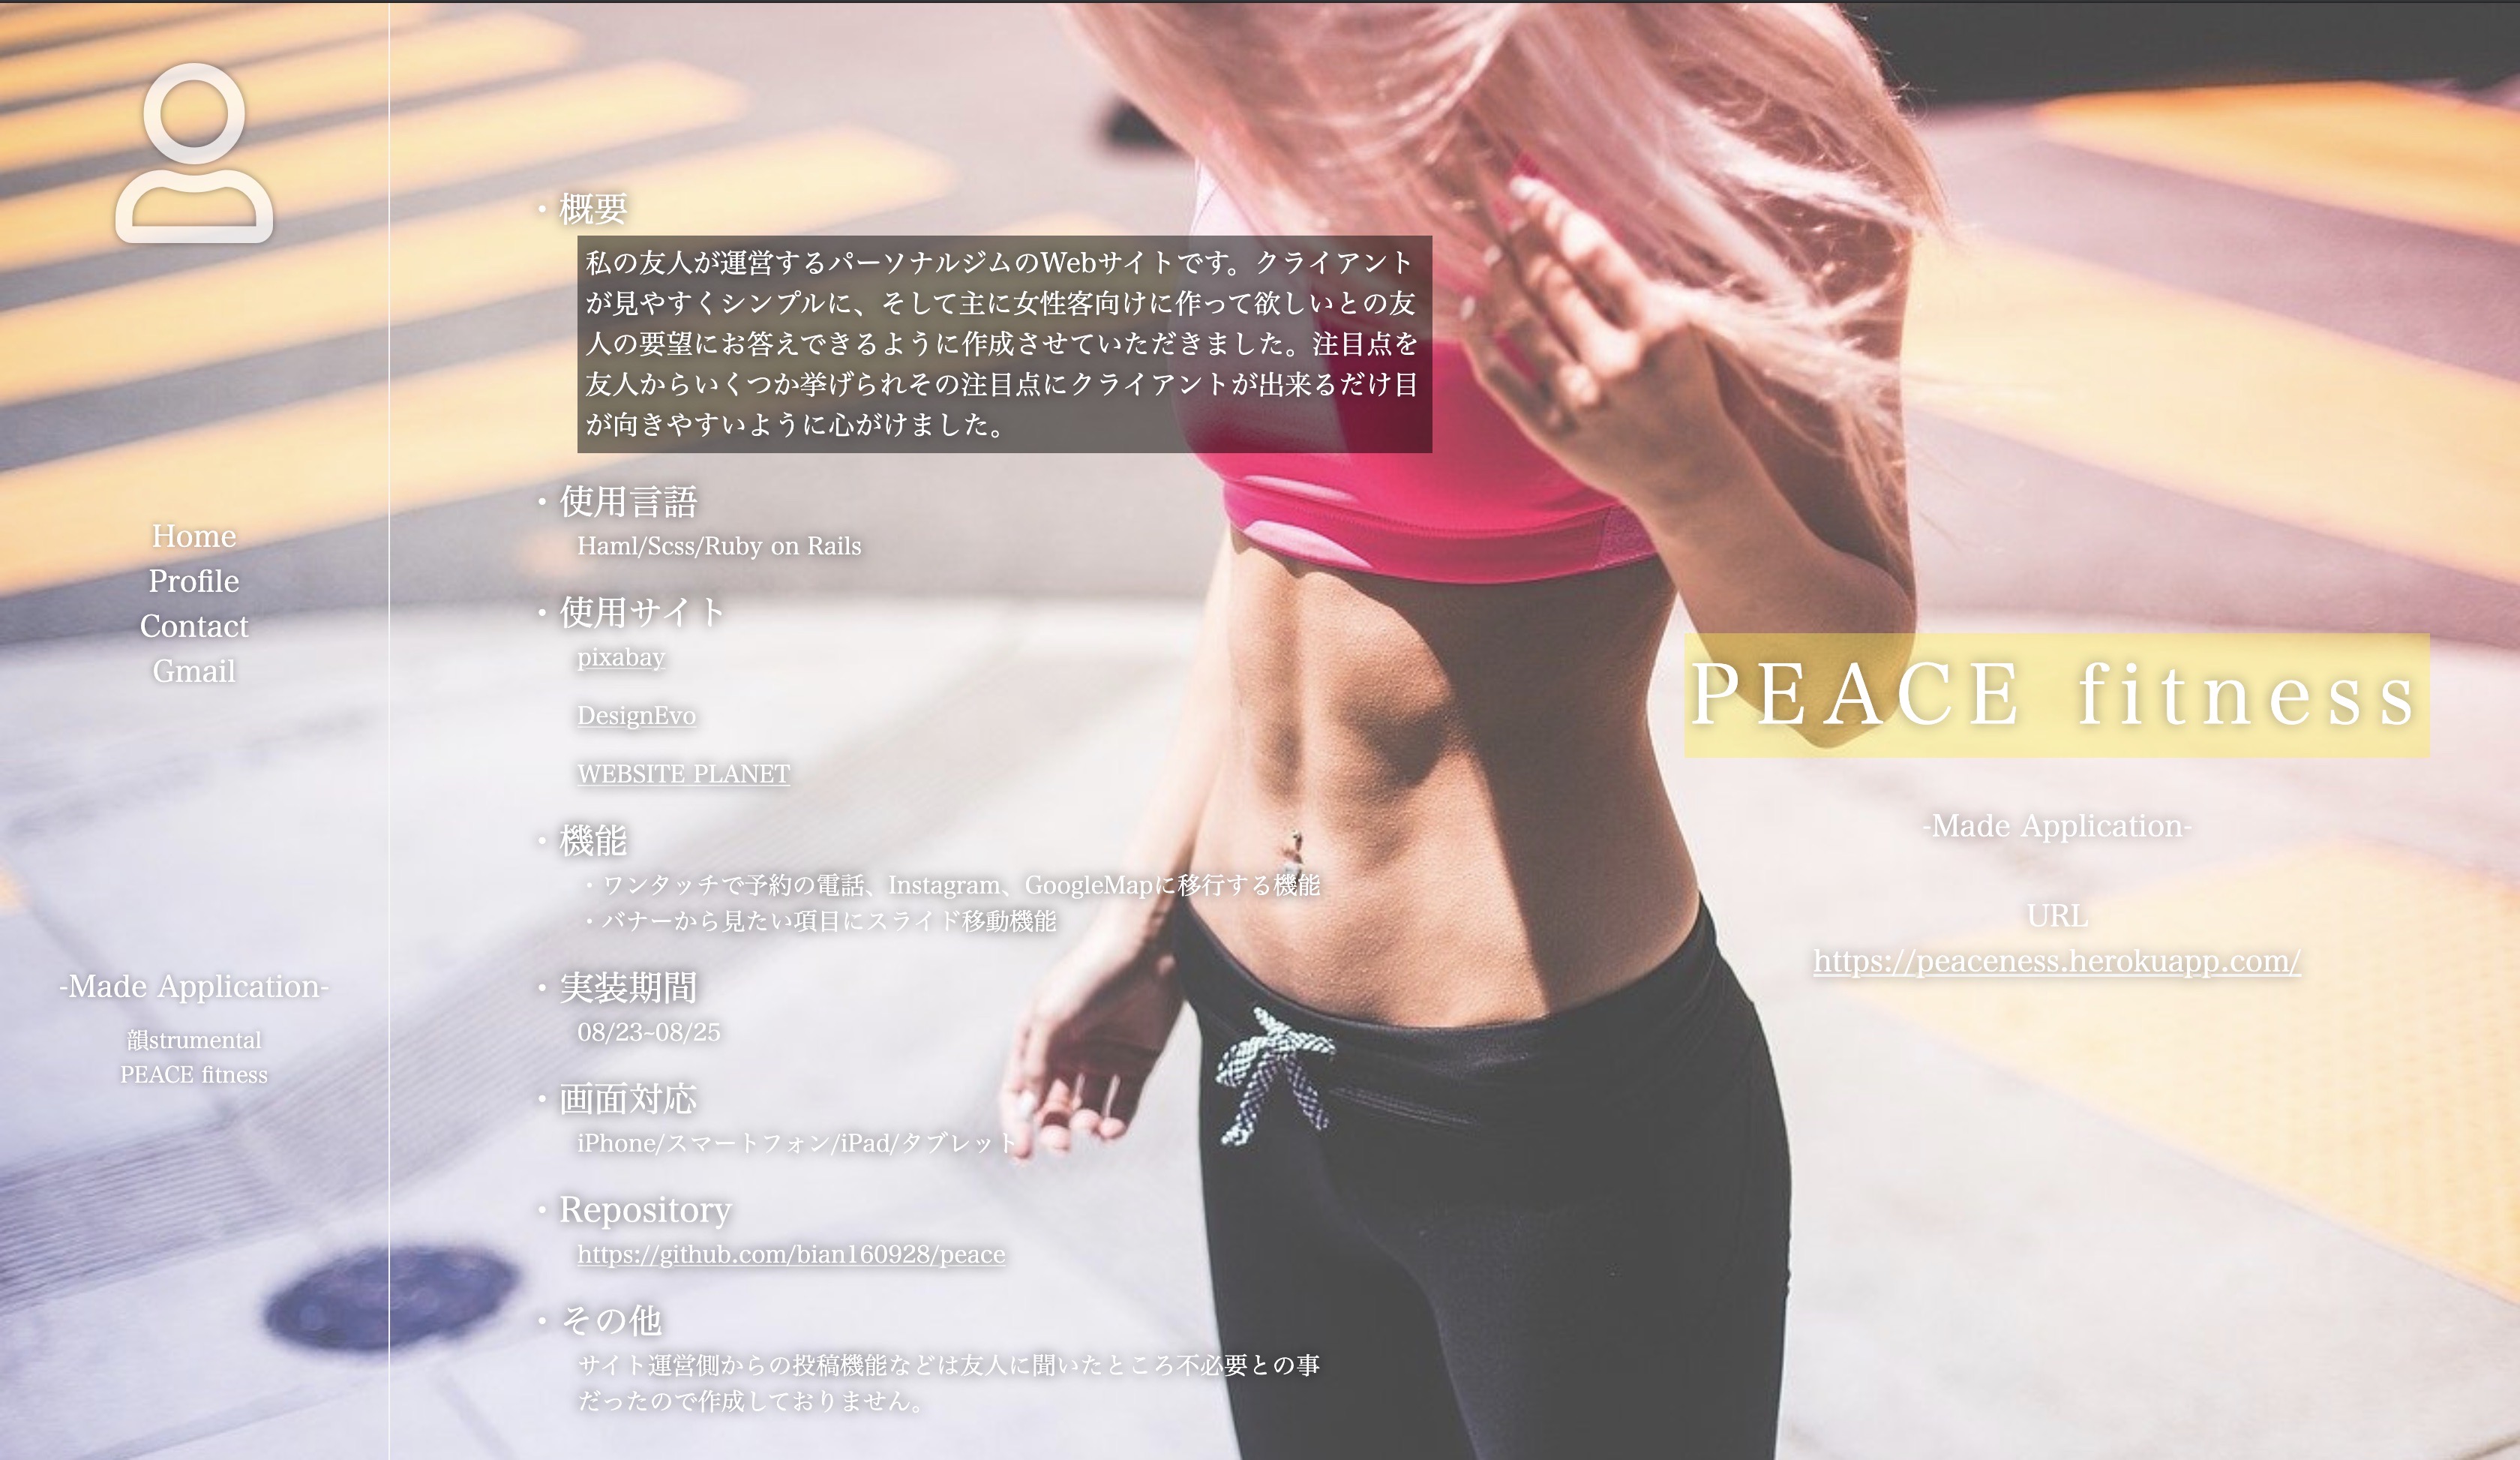 Home
Profile
Contact
Gmail
-Made Application-
韻strumental
PEACE fitness
・概要
私の友人が運営するパーソナルジムのWebサイトです。クライアント
が見やすくシンプルに、そして主に女性客向けに作って欲しいとの友
人の要望にお答えできるように作成させていただきました。注目点を
友人からいくつか挙げられその注目点にクライアントが出来るだけ目
が向きやすいように心がけました。
・使用言語
Haml/Scss/Ruby on Rails
・使用サイト
pixabay
DesignEvo
WEBSITE PLANET
・機能
・ワンタッチで予約の電話、Instagram、GoogleMapに移行する機能
・バナーから見たい項目にスライド移動機能
・実装期間
08/23~08/25
・画面対応
iPhone/スマートフォン/iPad/タブレット
・Repository
https://github.com/bian160928/peace
・その他
サイト運営側からの投稿機能などは友人に聞いたところ不必要との事
だったので作成しておりません。
PEACE fitness
-Made Application-
URL
https://peaceness.herokuapp.com/